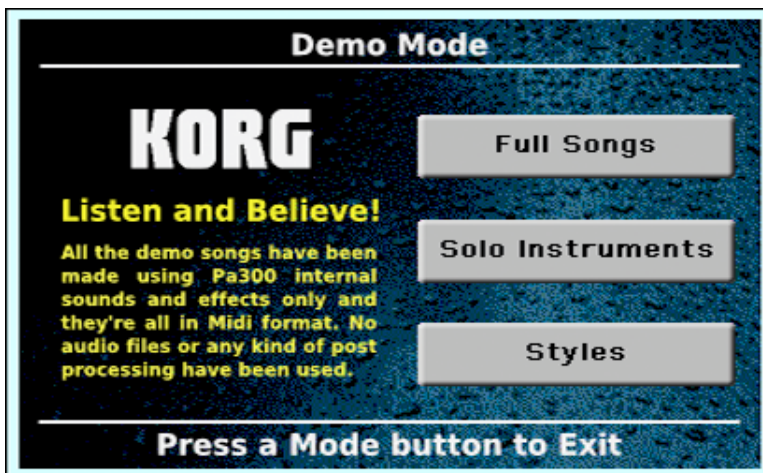 Demo Mode
KORG
Listen and Believe!
All the demo songs have been
made using Pa300 internal
sounds and effects only and
they're all in Midi format. No
audio files or any kind of post
processing have been used.
Full Songs
Solo Instruments
Styles
Press a Mode button to Exit